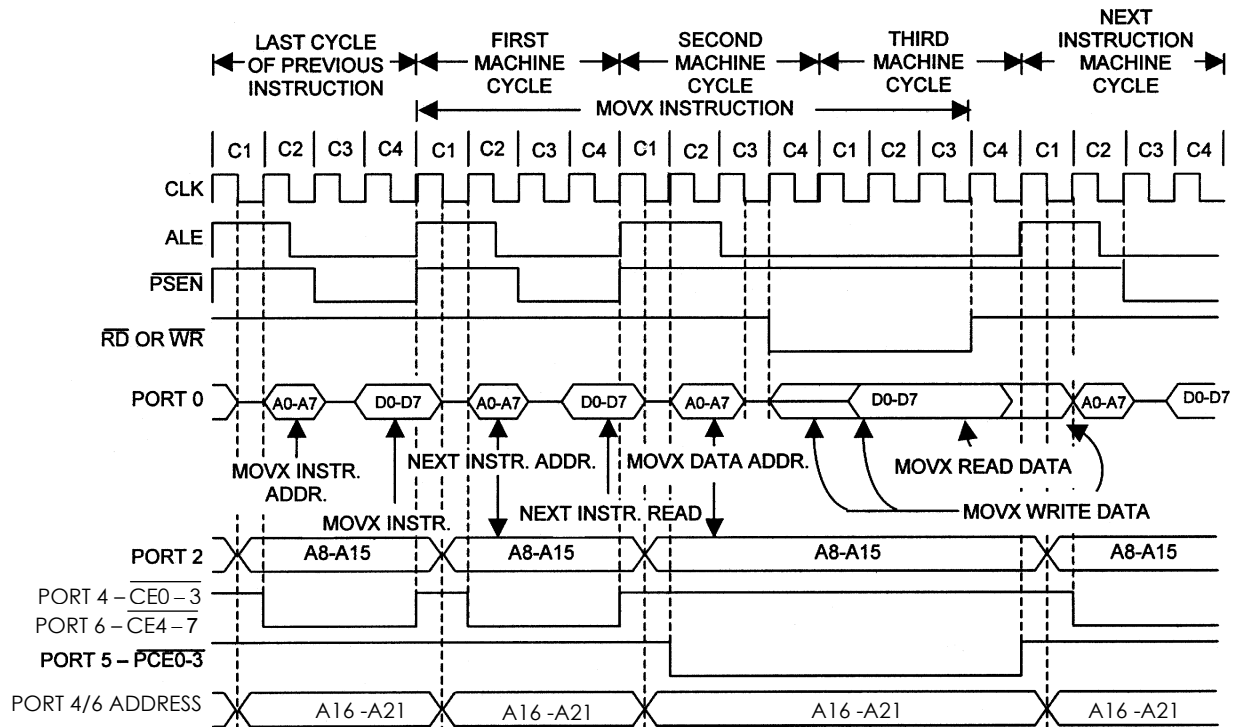 LAST CYCLE
OF PREVIOUS
INSTRUCTION
FIRST
MACHINE
CYCLE
SECOND
MACHINE
CYCLE
THIRD
MACHINE
CYCLE
NEXT
INSTRUCTION
MACHINE
CYCLE
MOVX INSTRUCTION
C1 C2 C3 C4 C1 C2 C3 C4 C1 C2 C3 C4 C1 C2 C3 C4 C1 C2 C3 C4
CLK
ALE
PSEN
RD OR WR
PORT 0 A0-A7 D0-D7 A0-A7 D0-D7 A0-A7 D0-D7 A0-A7 D0-D7
MOVX INSTR.
ADDR.
NEXT INSTR. ADDR.
MOVX DATA ADDR.
MOVX READ DATA
MOVX INSTR.
NEXT INSTR. READ
MOVX WRITE DATA
PORT 2 A8-A15 A8-A15 A8-A15 A8-A15
PORT 4 – CE0 – 3
PORT 6 – CE4 – 7
PORT 5 – PCE0-3
PORT 4/6 ADDRESS A16 -A21 A16 -A21 A16 -A21 A16 -A21